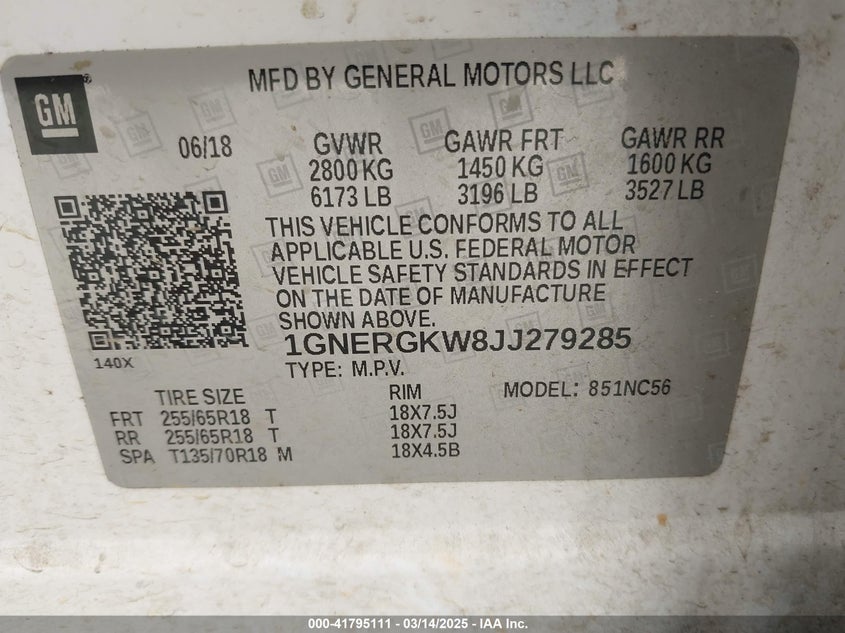 GM
MFD BY GENERAL MOTORS LLC
06/18 GVWR GAWR FRT GAWR RR
2800 KG 1450 KG 1600 KG
6173 LB 3196 LB 3527 LB
THIS VEHICLE CONFORMS TO ALL
APPLICABLE U.S. FEDERAL MOTOR
VEHICLE SAFETY STANDARDS IN EFFECT
ON THE DATE OF MANUFACTURE
SHOWN ABOVE.
1GNERGKW8JJ279285
140X
TYPE: M.P.V.
TIRE SIZE RIM MODEL: 851NC56
FRT 255/65R18 T 18X7.5J
RR 255/65R18 T 18X7.5J
SPA T135/70R18 M 18X4.5B
000-41795111 - 03/14/2025 - IAA Inc.